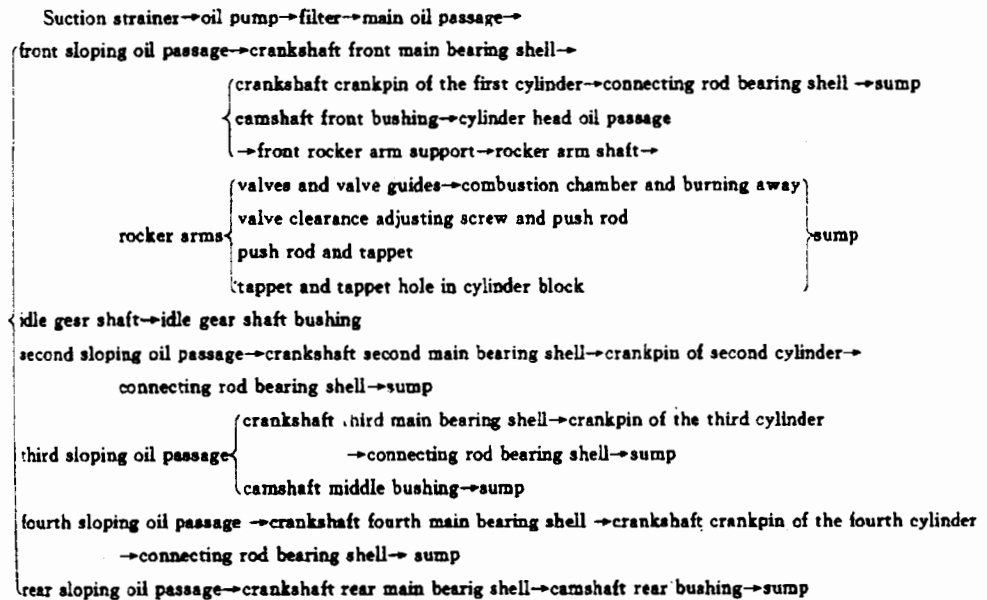 Suction strainer→oil pump→filter→main oil passage→
front sloping oil passage→crankshaft front main bearing shell→
crankshaft crankpin of the first cylinder→connecting rod bearing shell→sump
camshaft front bushing→cylinder head oil passage
→front rocker arm support→rocker arm shaft→
valves and valve guides→combustion chamber and burning away
valve clearance adjusting screw and push rod
rocker arms sump
push rod and tappet
tappet and tappet hole in cylinder block
idle gesr shaft→idle gear shaft bushing
second sloping oil passage→crankshaft second main bearing shell→crankpin of second cylinder→
connecting rod bearing shell→sump
crankshaft .hird main bearing shell→crankpin of the third cylinder
third sloping oil passage →connecting rod bearing shell→sump
camshaft middle bushing→sump
fourth sloping oil passage →crankshaft fourth main bearing shell →crankshaft crankpin of the fourth cylinder
→connecting rod bearing shell→ sump
rear sloping oil passage→crankshaft rear main bearig shell→camshaft rear bushing→sump